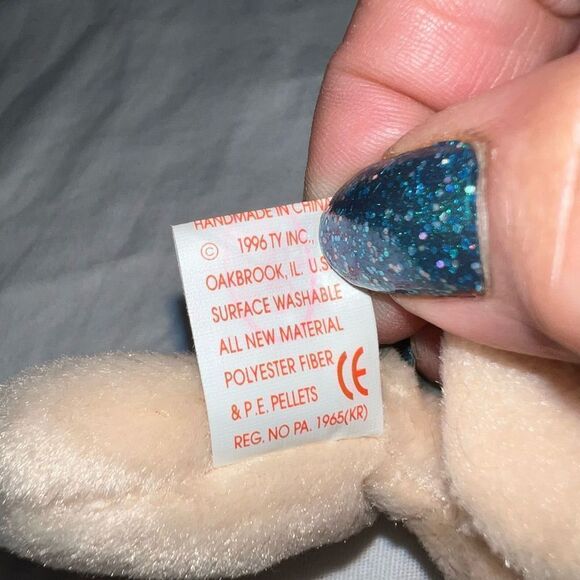 HANDMADE IN CHINA
© 1996 TY INC.,
OAKBROOK, IL. U.S
SURFACE WASHABLE
ALL NEW MATERIAL
POLYESTER FIBER
& P.E. PELLETS
CE
REG. NO PA. 1965(KR)